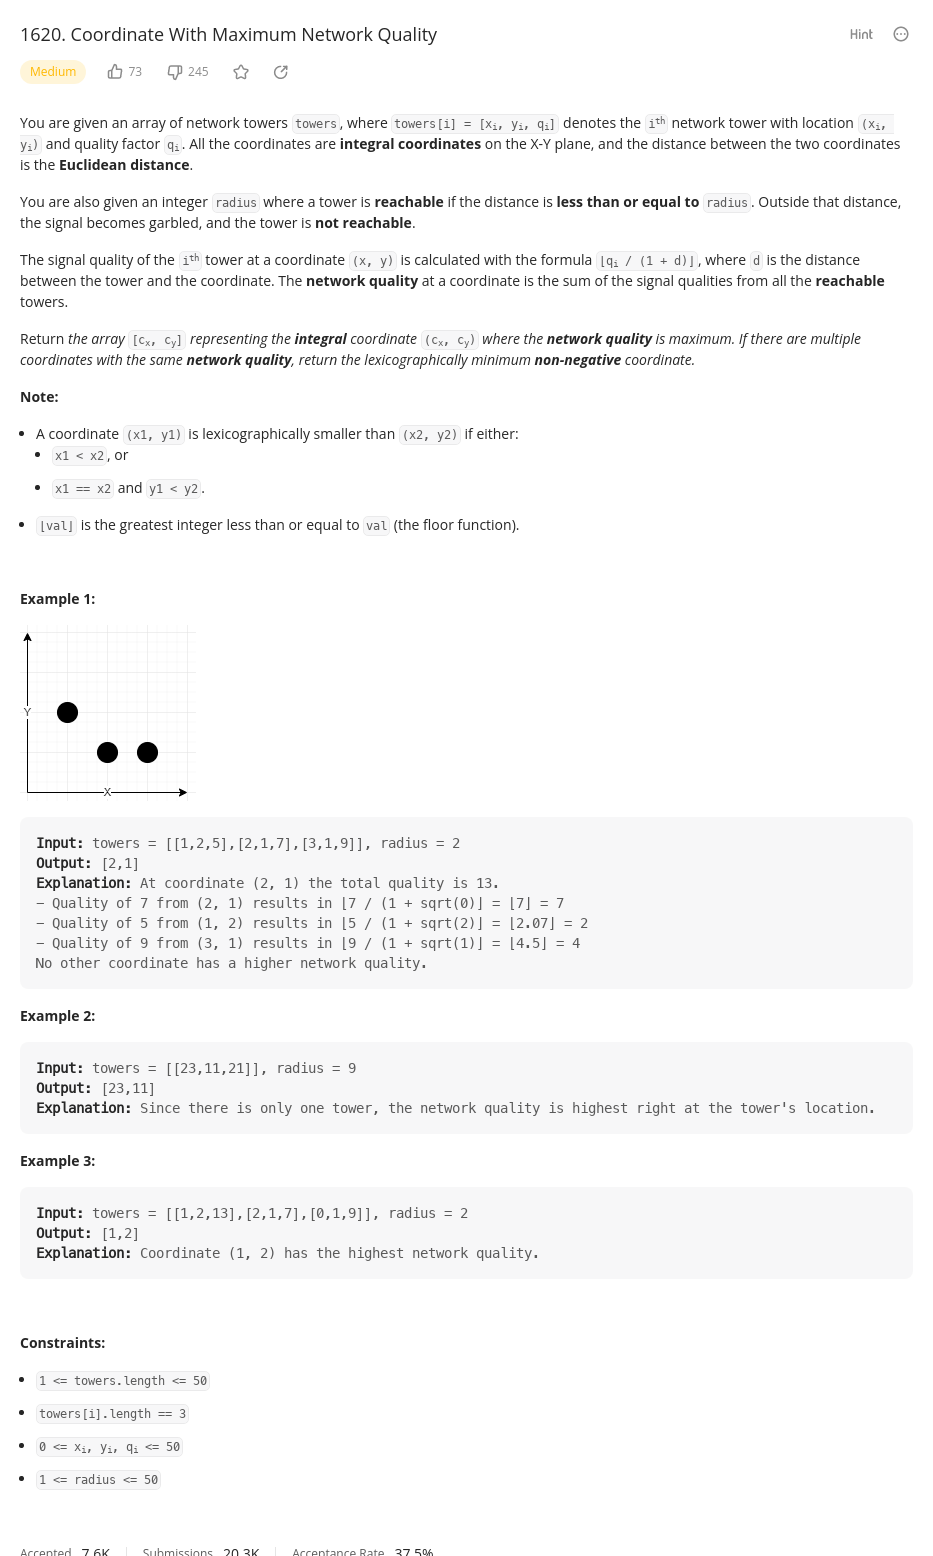 1620. Coordinate With Maximum Network Quality
Hint
Medium 73 245
You are given an array of network towers towers, where towers[i] = [xi, yi, qi] denotes the ith network tower with location (xi,
yi) and quality factor qi. All the coordinates are integral coordinates on the X-Y plane, and the distance between the two coordinates
is the Euclidean distance.
You are also given an integer radius where a tower is reachable if the distance is less than or equal to radius. Outside that distance,
the signal becomes garbled, and the tower is not reachable.
The signal quality of the ith tower at a coordinate (x, y) is calculated with the formula ⌊qi / (1 + d)⌋, where d is the distance
between the tower and the coordinate. The network quality at a coordinate is the sum of the signal qualities from all the reachable
towers.
Return the array [cx, cy] representing the integral coordinate (cx, cy) where the network quality is maximum. If there are multiple
coordinates with the same network quality, return the lexicographically minimum non-negative coordinate.
Note:
• A coordinate (x1, y1) is lexicographically smaller than (x2, y2) if either:
• x1 < x2, or
• x1 == x2 and y1 < y2.
• ⌊val⌋ is the greatest integer less than or equal to val (the floor function).
Example 1:
Y
X
Input: towers = [[1,2,5],[2,1,7],[3,1,9]], radius = 2
Output: [2,1]
Explanation: At coordinate (2, 1) the total quality is 13.
- Quality of 7 from (2, 1) results in ⌊7 / (1 + sqrt(0)⌋ = ⌊7⌋ = 7
- Quality of 5 from (1, 2) results in ⌊5 / (1 + sqrt(2)⌋ = ⌊2.07⌋ = 2
- Quality of 9 from (3, 1) results in ⌊9 / (1 + sqrt(1)⌋ = ⌊4.5⌋ = 4
No other coordinate has a higher network quality.
Example 2:
Input: towers = [[23,11,21]], radius = 9
Output: [23,11]
Explanation: Since there is only one tower, the network quality is highest right at the tower's location.
Example 3:
Input: towers = [[1,2,13],[2,1,7],[0,1,9]], radius = 2
Output: [1,2]
Explanation: Coordinate (1, 2) has the highest network quality.
Constraints:
• 1 <= towers.length <= 50
• towers[i].length == 3
• 0 <= xi, yi, qi <= 50
• 1 <= radius <= 50
Accepted 7.6K Submissions 20.3K Acceptance Rate 37.5%